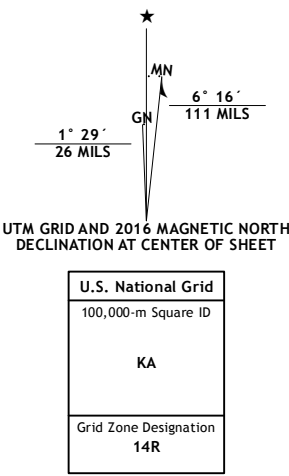 MN
6° 16´
111 MILS
GN
1° 29´
26 MILS
UTM GRID AND 2016 MAGNETIC NORTH
DECLINATION AT CENTER OF SHEET
U.S. National Grid
100,000-m Square ID
KA
Grid Zone Designation
14R